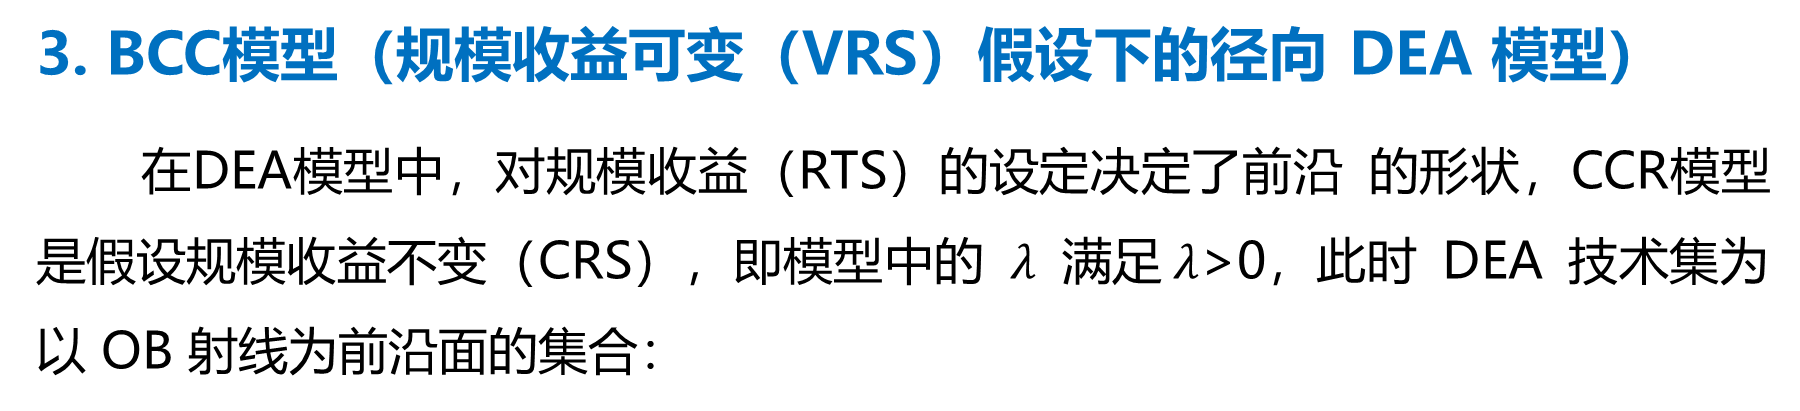 3. BCC模型（规模收益可变（VRS）假设下的径向 DEA 模型）
在DEA模型中，对规模收益（RTS）的设定决定了前沿 的形状，CCR模型
是假设规模收益不变（CRS），即模型中的 λ 满足λ>0，此时 DEA 技术集为
以 OB 射线为前沿面的集合：